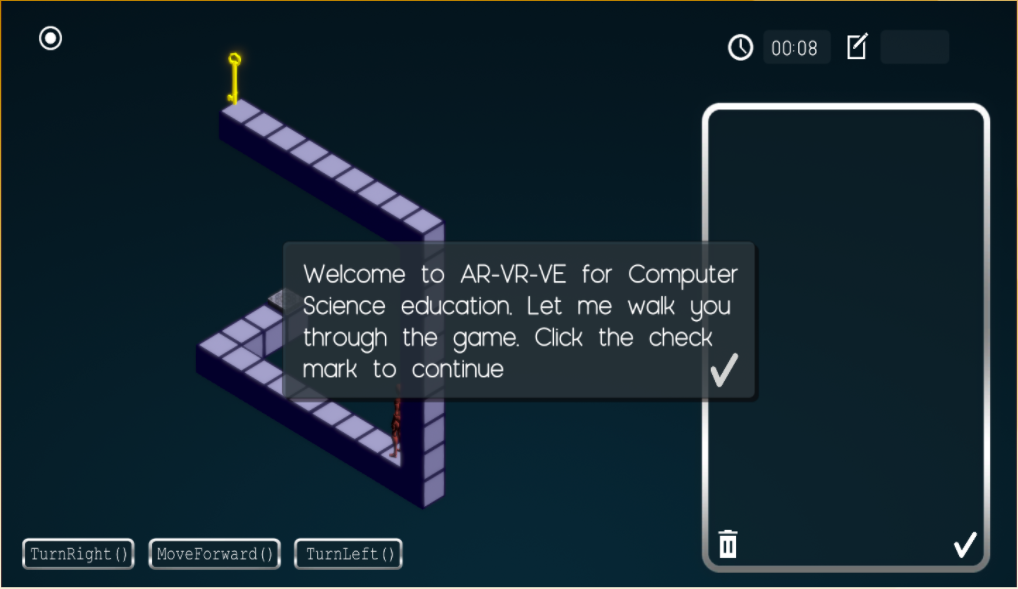 00:08
Welcome to AR-VR-VE for Computer
Science education. Let me walk you
through the game. Click the check
mark to continue
TurnRight()
MoveForward()
TurnLeft()